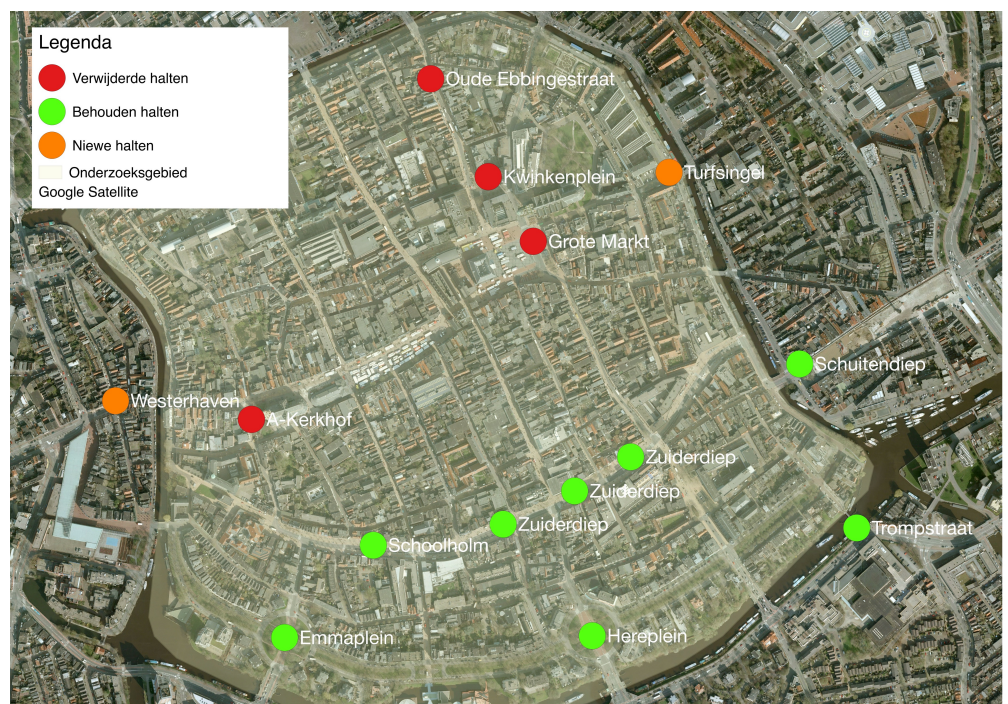 Legenda
Verwijderde halten
Behouden halten
Niewe halten
Onderzoeksgebied
Google Satellite
Oude Ebbingestraat
Kwinkenplein
Turfsingel
Grote Markt
Schuitendiep
Westerhaven
A-Kerkhof
Zuiderdiep
Zuiderdiep
Zuiderdiep
Trompstraat
Schoolholm
Emmaplein
Hereplein